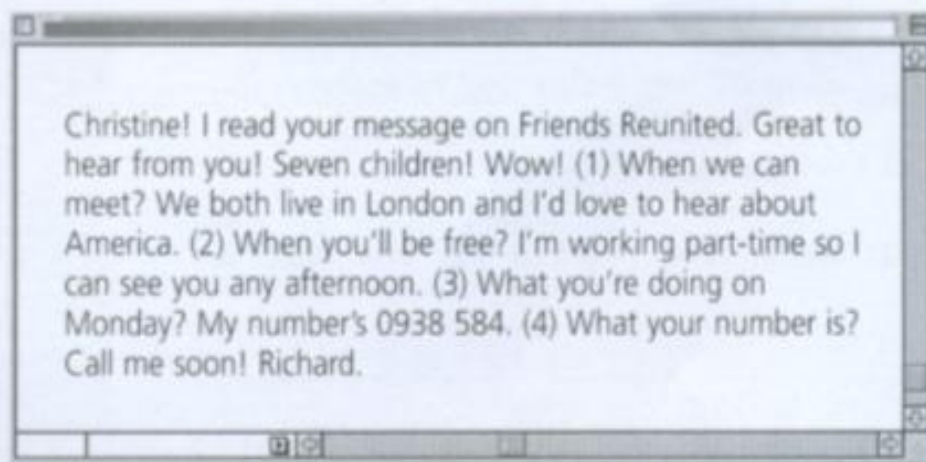 Christine! I read your message on Friends Reunited. Great to
hear from you! Seven children! Wow! (1) When we can
meet? We both live in London and I'd love to hear about
America. (2) When you'll be free? I'm working part-time so I
can see you any afternoon. (3) What you're doing on
Monday? My number's 0938 584. (4) What your number is?
Call me soon! Richard.